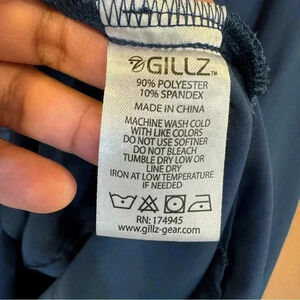 GILLZ™
90% POLYESTER
10% SPANDEX
MADE IN CHINA
MACHINE WASH COLD
WITH LIKE COLORS
DO NOT USE SOFTNER
DO NOT BLEACH
TUMBLE DRY LOW OR
LINE DRY
IRON AT LOW TEMPERATURE
IF NEEDED
RN: 174945
www.gillz-gear.com